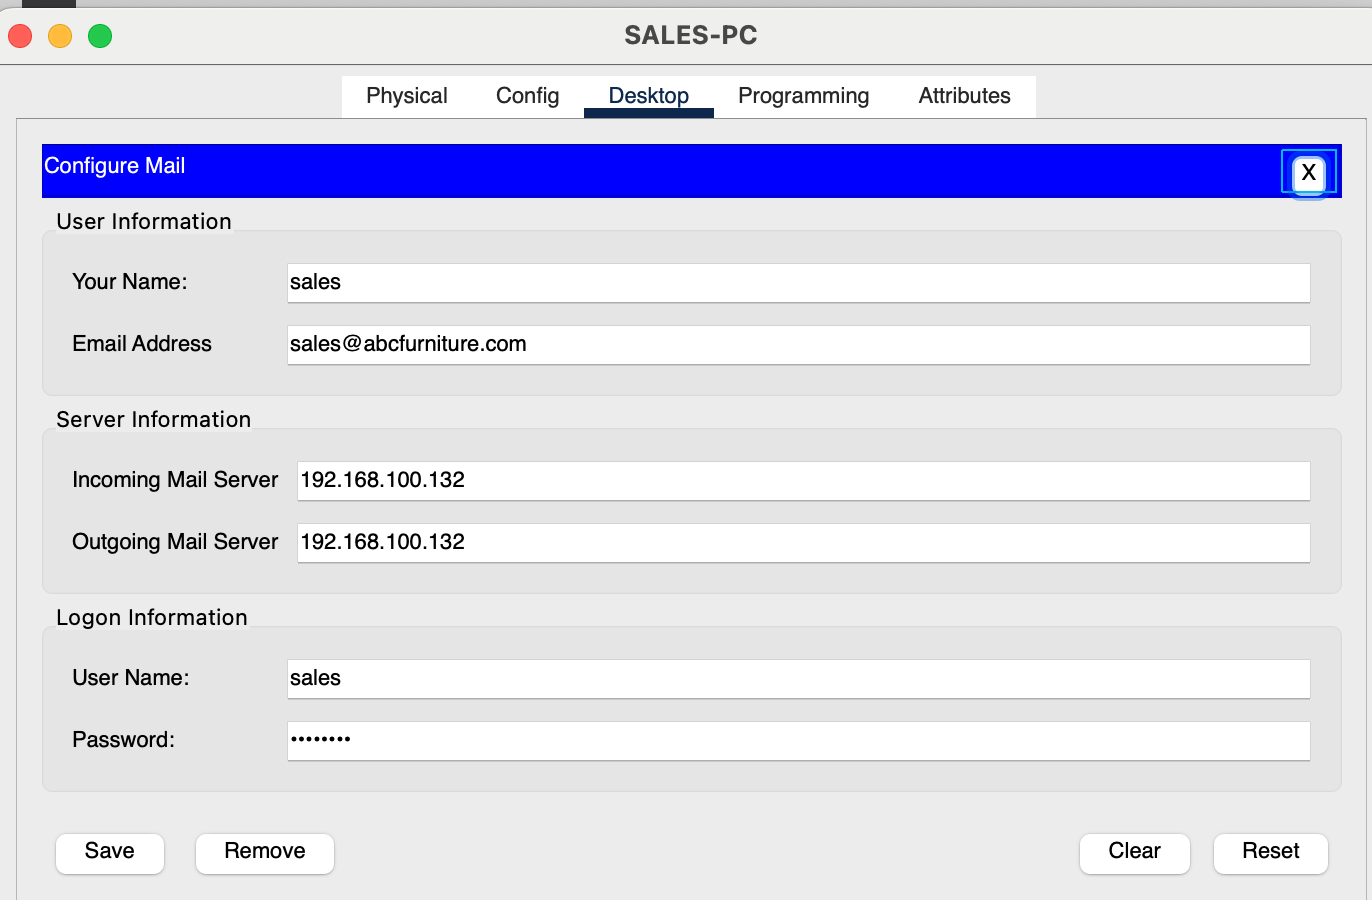 SALES-PC
Physical Config Desktop Programming Attributes
Configure Mail X
User Information
Your Name: sales
Email Address sales@abcfurniture.com
Server Information
Incoming Mail Server 192.168.100.132
Outgoing Mail Server 192.168.100.132
Logon Information
User Name: sales
Password: ••••••••
Save Remove Clear Reset